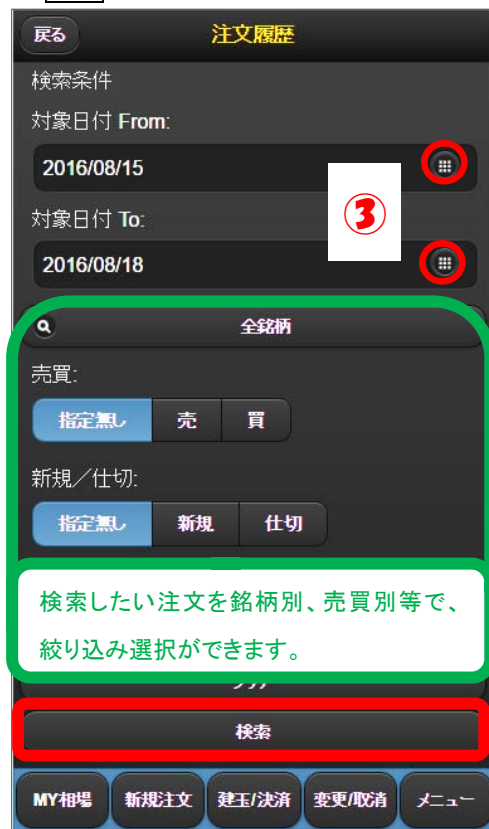 戻る 注文履歴
検索条件
対象日付 From:
2016/08/15
③
対象日付 To:
2016/08/18
全銘柄
売買:
指定無し 売 買
新規／仕切:
指定無し 新規 仕切
検索したい注文を銘柄別、売買別等で、
絞り込み選択ができます。
検索
MY相場 新規注文 建玉/決済 変更/取消 メニュー